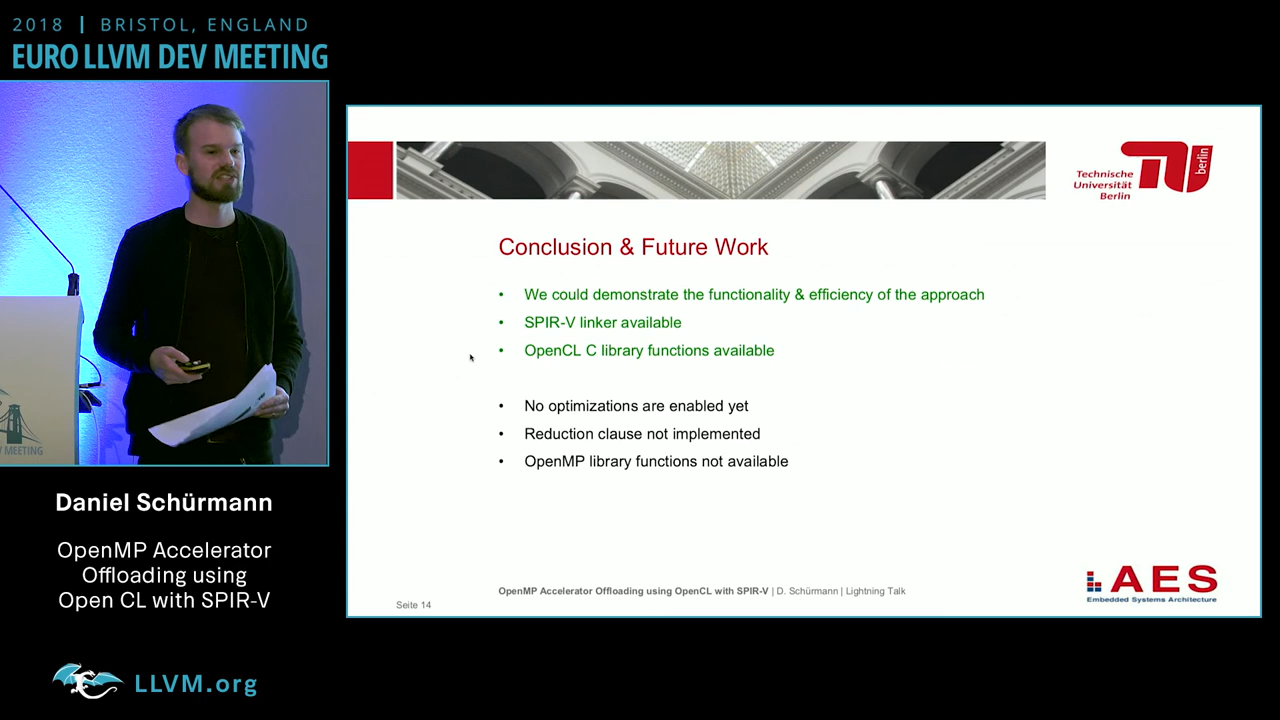 2018 | BRISTOL, ENGLAND
EURO LLVM DEV MEETING
MEETING
Daniel Schürmann
OpenMP Accelerator
Offloading using
Open CL with SPIR-V
LLVM.org
Technische
Universität
Berlin
berlin
Conclusion & Future Work
• We could demonstrate the functionality & efficiency of the approach
• SPIR-V linker available
• OpenCL C library functions available
• No optimizations are enabled yet
• Reduction clause not implemented
• OpenMP library functions not available
OpenMP Accelerator Offloading using OpenCL with SPIR-V | D. Schürmann | Lightning Talk
Seite 14
AES
Embedded Systems Architecture